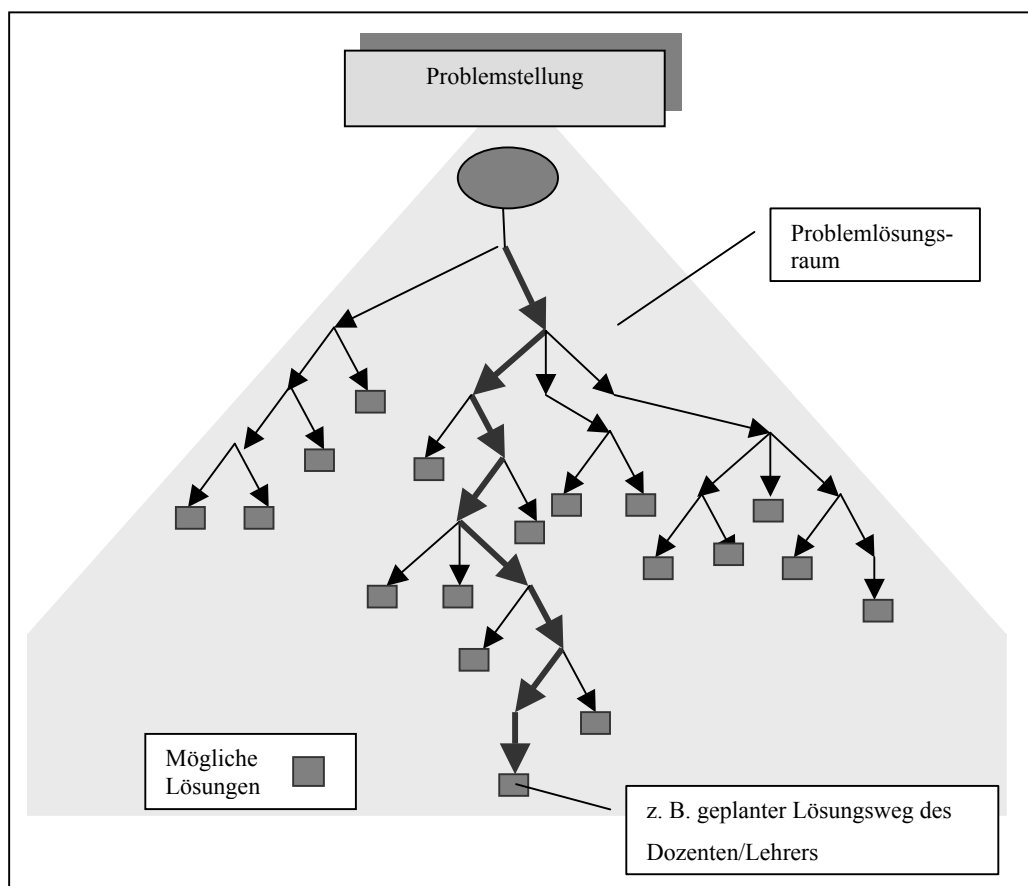 Problemstellung
Problemlösungs-
raum
Mögliche
Lösungen
z. B. geplanter Lösungsweg des
Dozenten/Lehrers